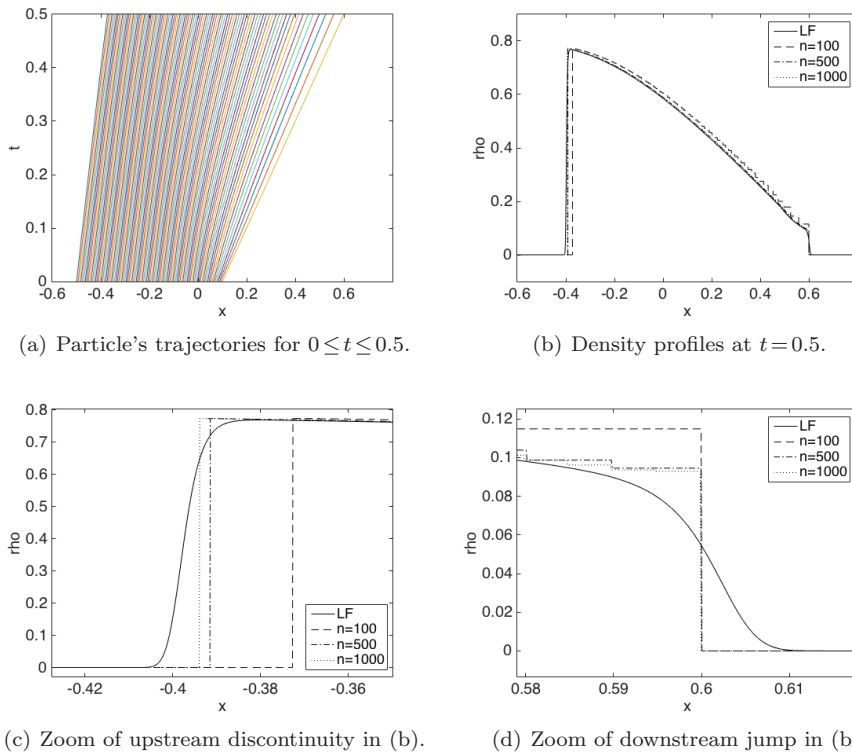 0.5
0.4
0.3
0.2
0.1
0
t
-0.6 -0.4 -0.2 0 0.2 0.4 0.6
x
(a) Particle's trajectories for 0≤t≤0.5.
0.8
0.6
0.4
0.2
0
rho
LF
n=100
n=500
n=1000
-0.6 -0.4 -0.2 0 0.2 0.4 0.6
x
(b) Density profiles at t=0.5.
0.8
0.7
0.6
0.5
0.4
0.3
0.2
0.1
0
rho
LF
n=100
n=500
n=1000
-0.42 -0.4 -0.38 -0.36
x
(c) Zoom of upstream discontinuity in (b).
0.12
0.1
0.08
0.06
0.04
0.02
0
rho
LF
n=100
n=500
n=1000
0.58 0.59 0.6 0.61
x
(d) Zoom of downstream jump in (b